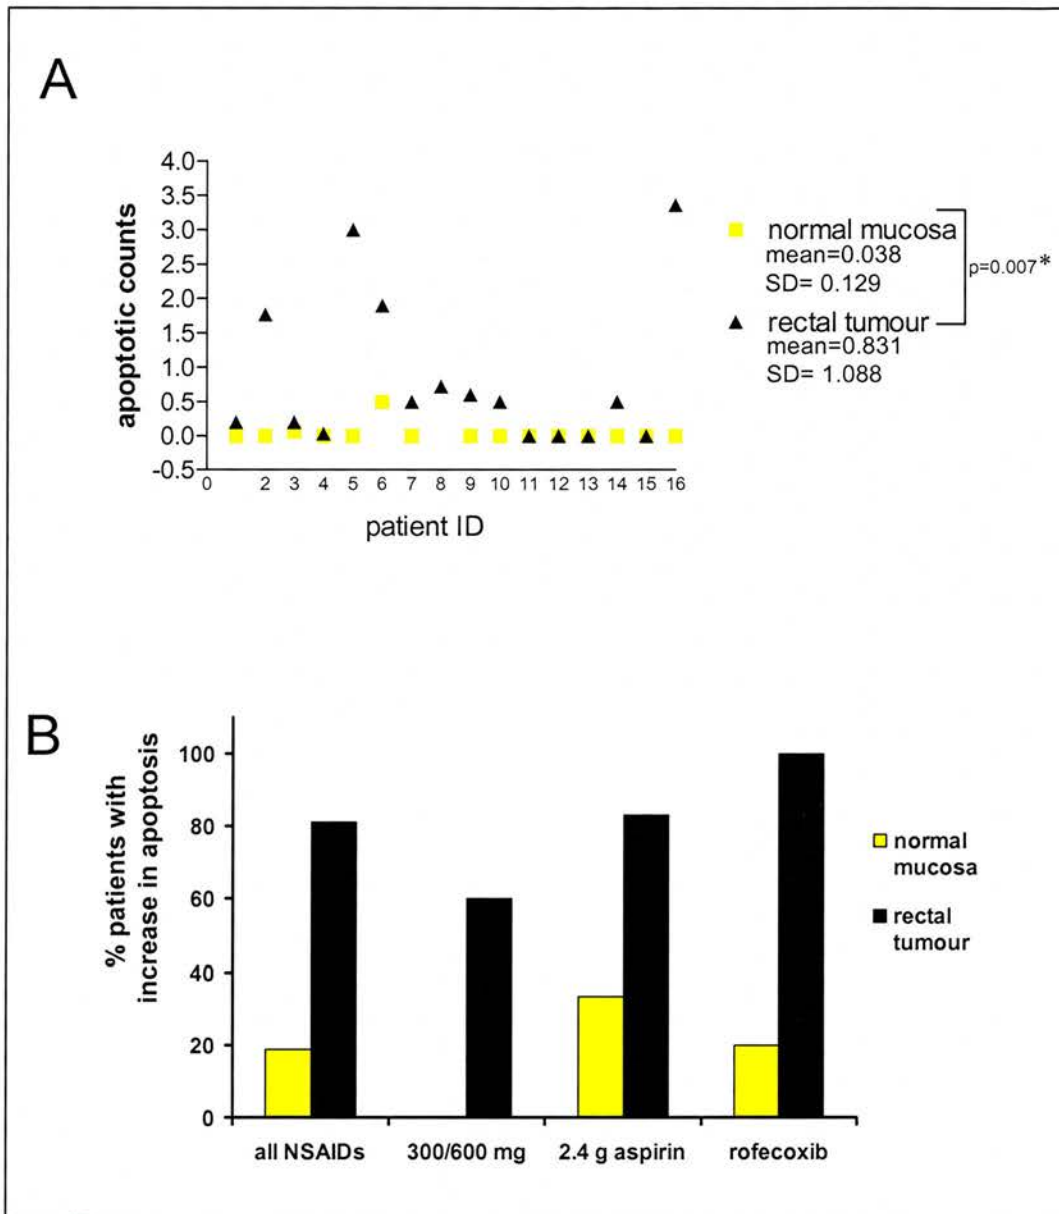 A
4.0
3.5
3.0
2.5
2.0
1.5
1.0
0.5
0.0
-0.5
apoptotic counts
0 2 3 4 5 6 7 8 9 10 11 12 13 14 15 16
patient ID
normal mucosa
mean=0.038
SD= 0.129
rectal tumour
mean=0.831
SD= 1.088
p=0.007*
B
% patients with
increase in apoptosis
100
80
60
40
20
0
all NSAIDs 300/600 mg 2.4 g aspirin rofecoxib
normal
mucosa
rectal
tumour